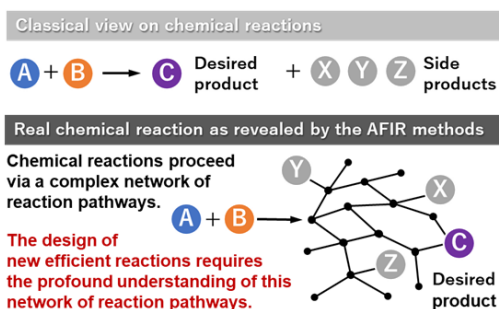 Classical view on chemical reactions
A + B C Desired product + X Y Z Side products
Real chemical reaction as revealed by the AFIR methods
Chemical reactions proceed
via a complex network of
reaction pathways.
A + B
The design of
new efficient reactions requires
the profound understanding of this
network of reaction pathways.
Y
X
C
Z
Desired
product